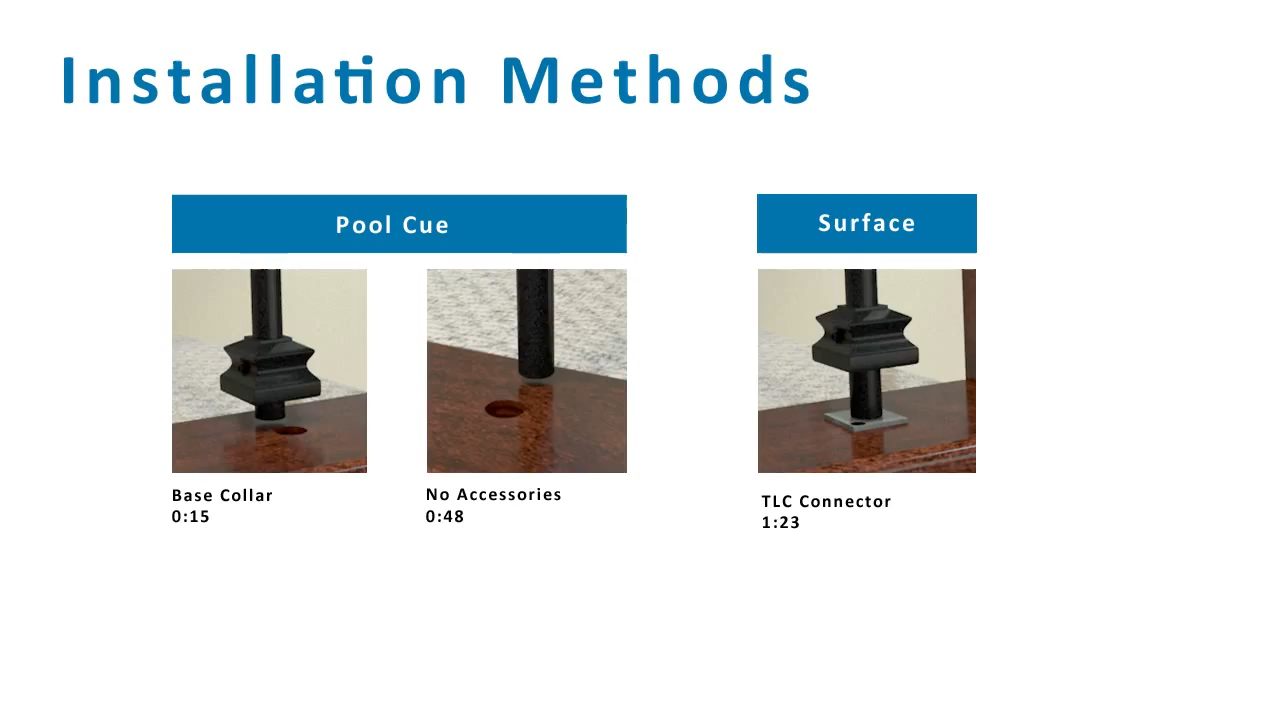 Installation Methods
Pool Cue
Surface
Base Collar
0:15
No Accessories
0:48
TLC Connector
1:23